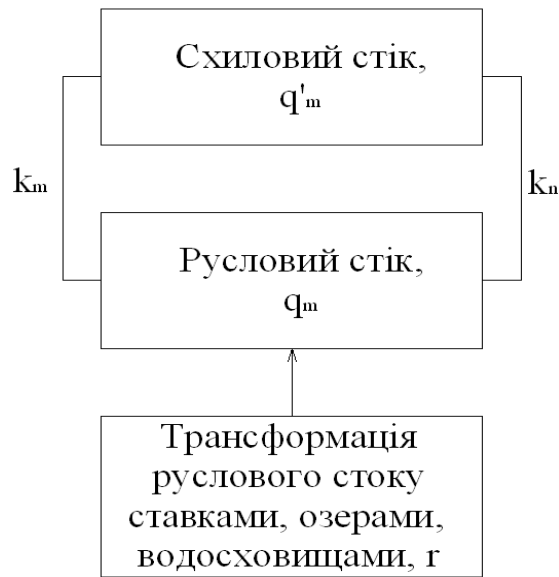 Схиловий стік,
q'm
km
kn
Русловий стік,
qm
Трансформація
руслового стоку
ставками, озерами,
водосховищами, r